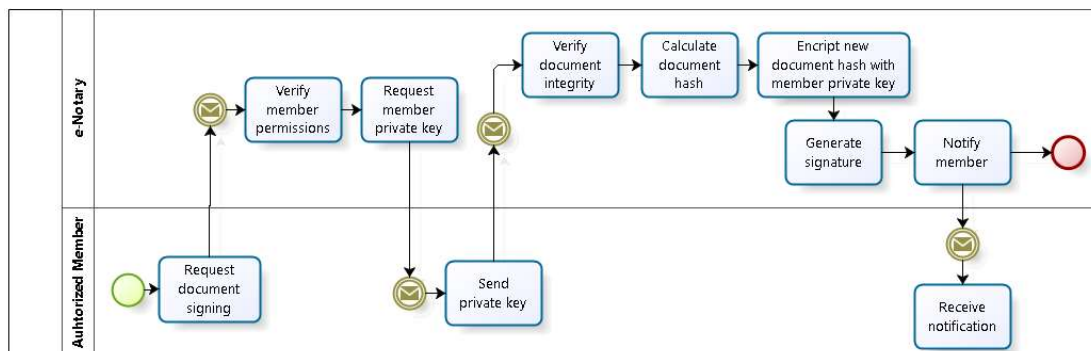 e-Notary
Verify
member
permissions
Request
member
private key
Verify
document
integrity
Calculate
document
hash
Encript new
document hash with
member private key
Generate
signature
Notify
member
Auhtorized Member
Request
document
signing
Send
private key
Receive
notification